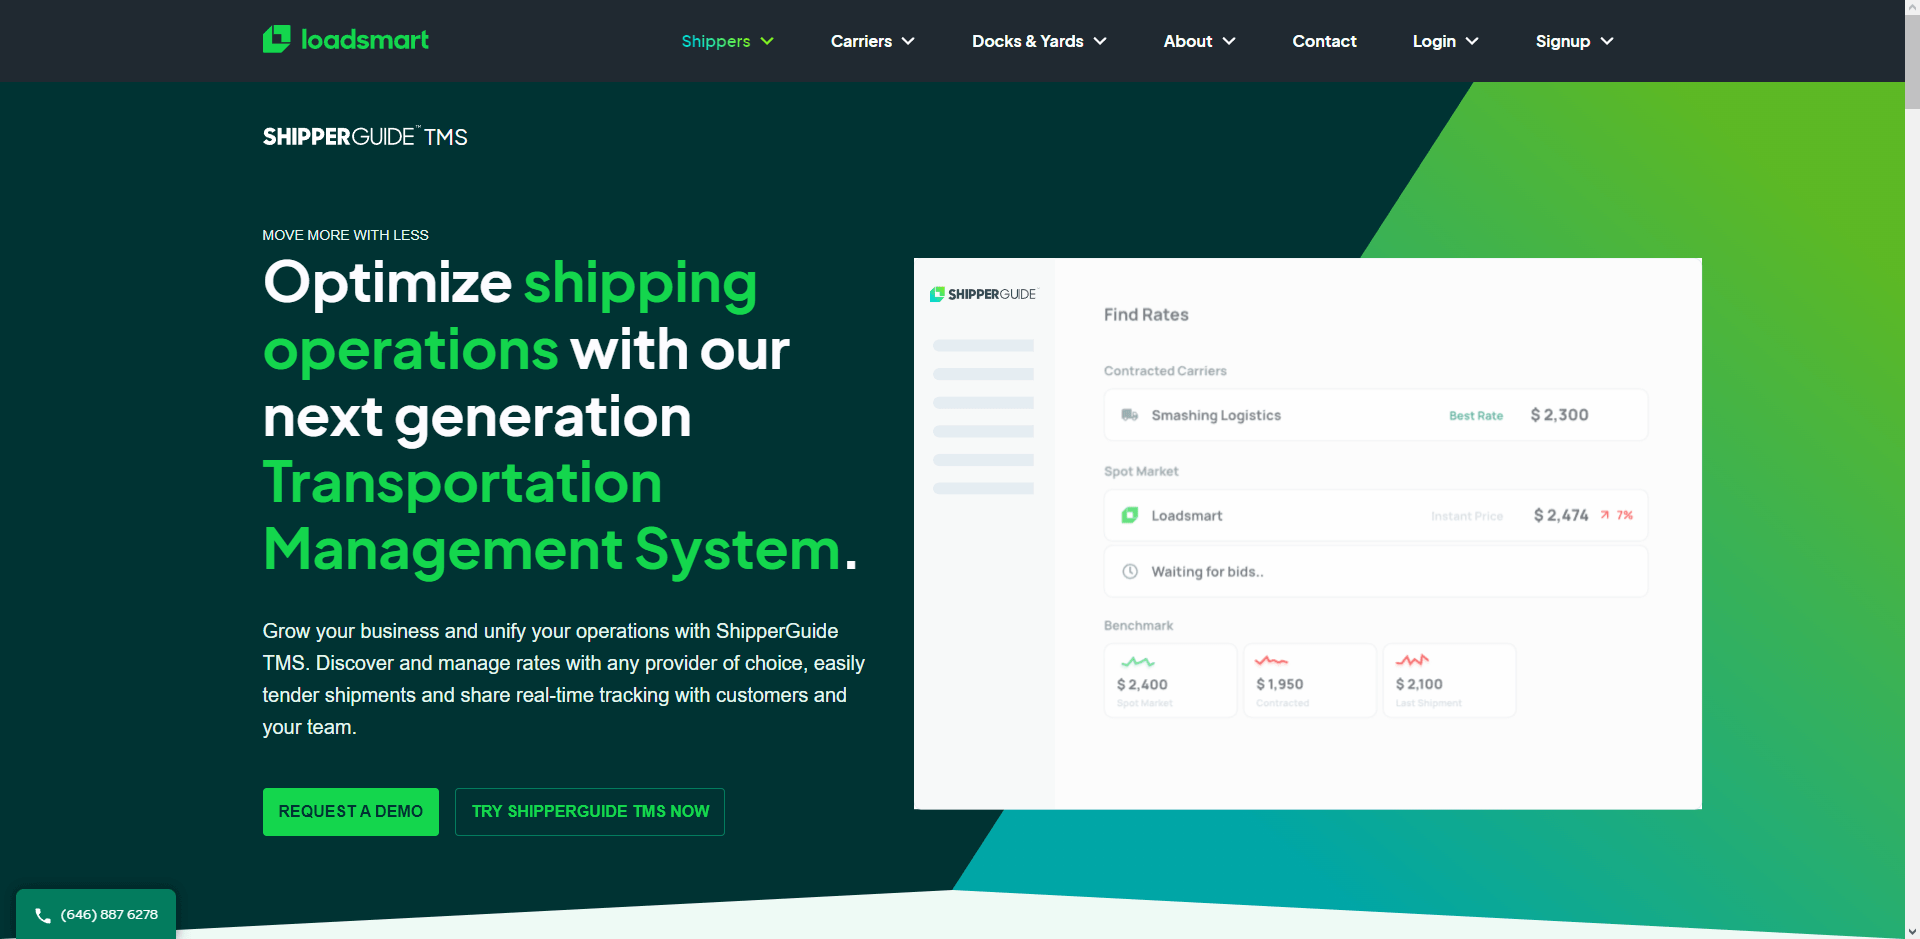 loadsmart
Shippers
Carriers
Docks & Yards
About
Contact
Login
Signup
SHIPPERGUIDE™ TMS
MOVE MORE WITH LESS
Optimize shipping
operations with our
next generation
Transportation
Management System.
Grow your business and unify your operations with ShipperGuide
TMS. Discover and manage rates with any provider of choice, easily
tender shipments and share real-time tracking with customers and
your team.
REQUEST A DEMO
TRY SHIPPERGUIDE TMS NOW
SHIPPERGUIDE™
Find Rates
Contracted Carriers
Smashing Logistics Best Rate $ 2,300
Spot Market
Loadsmart Instant Price $ 2,474 7%
Waiting for bids..
Benchmark
$ 2,400
Spot Market
$ 1,950
Contracted
$ 2,100
Last Shipment
(646) 887 6278